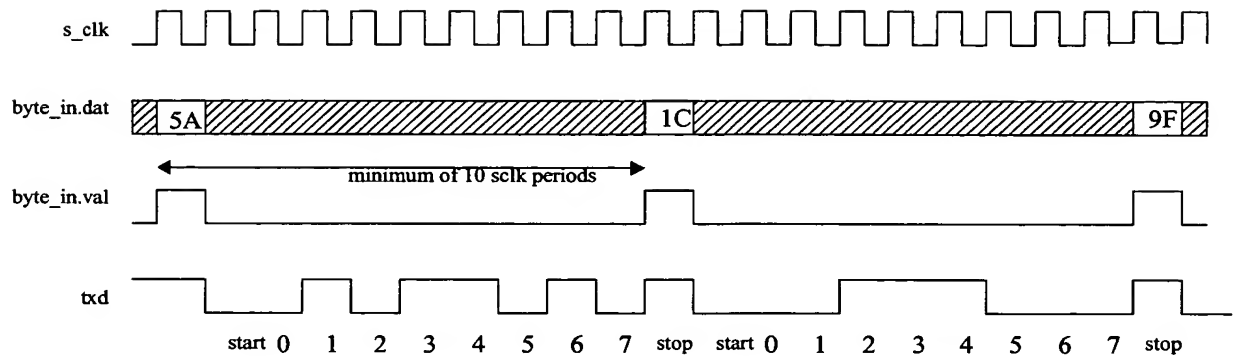 s_clk
byte_in.dat 5A 1C 9F
minimum of 10 sclk periods
byte_in.val
txd
start 0 1 2 3 4 5 6 7 stop start 0 1 2 3 4 5 6 7 stop